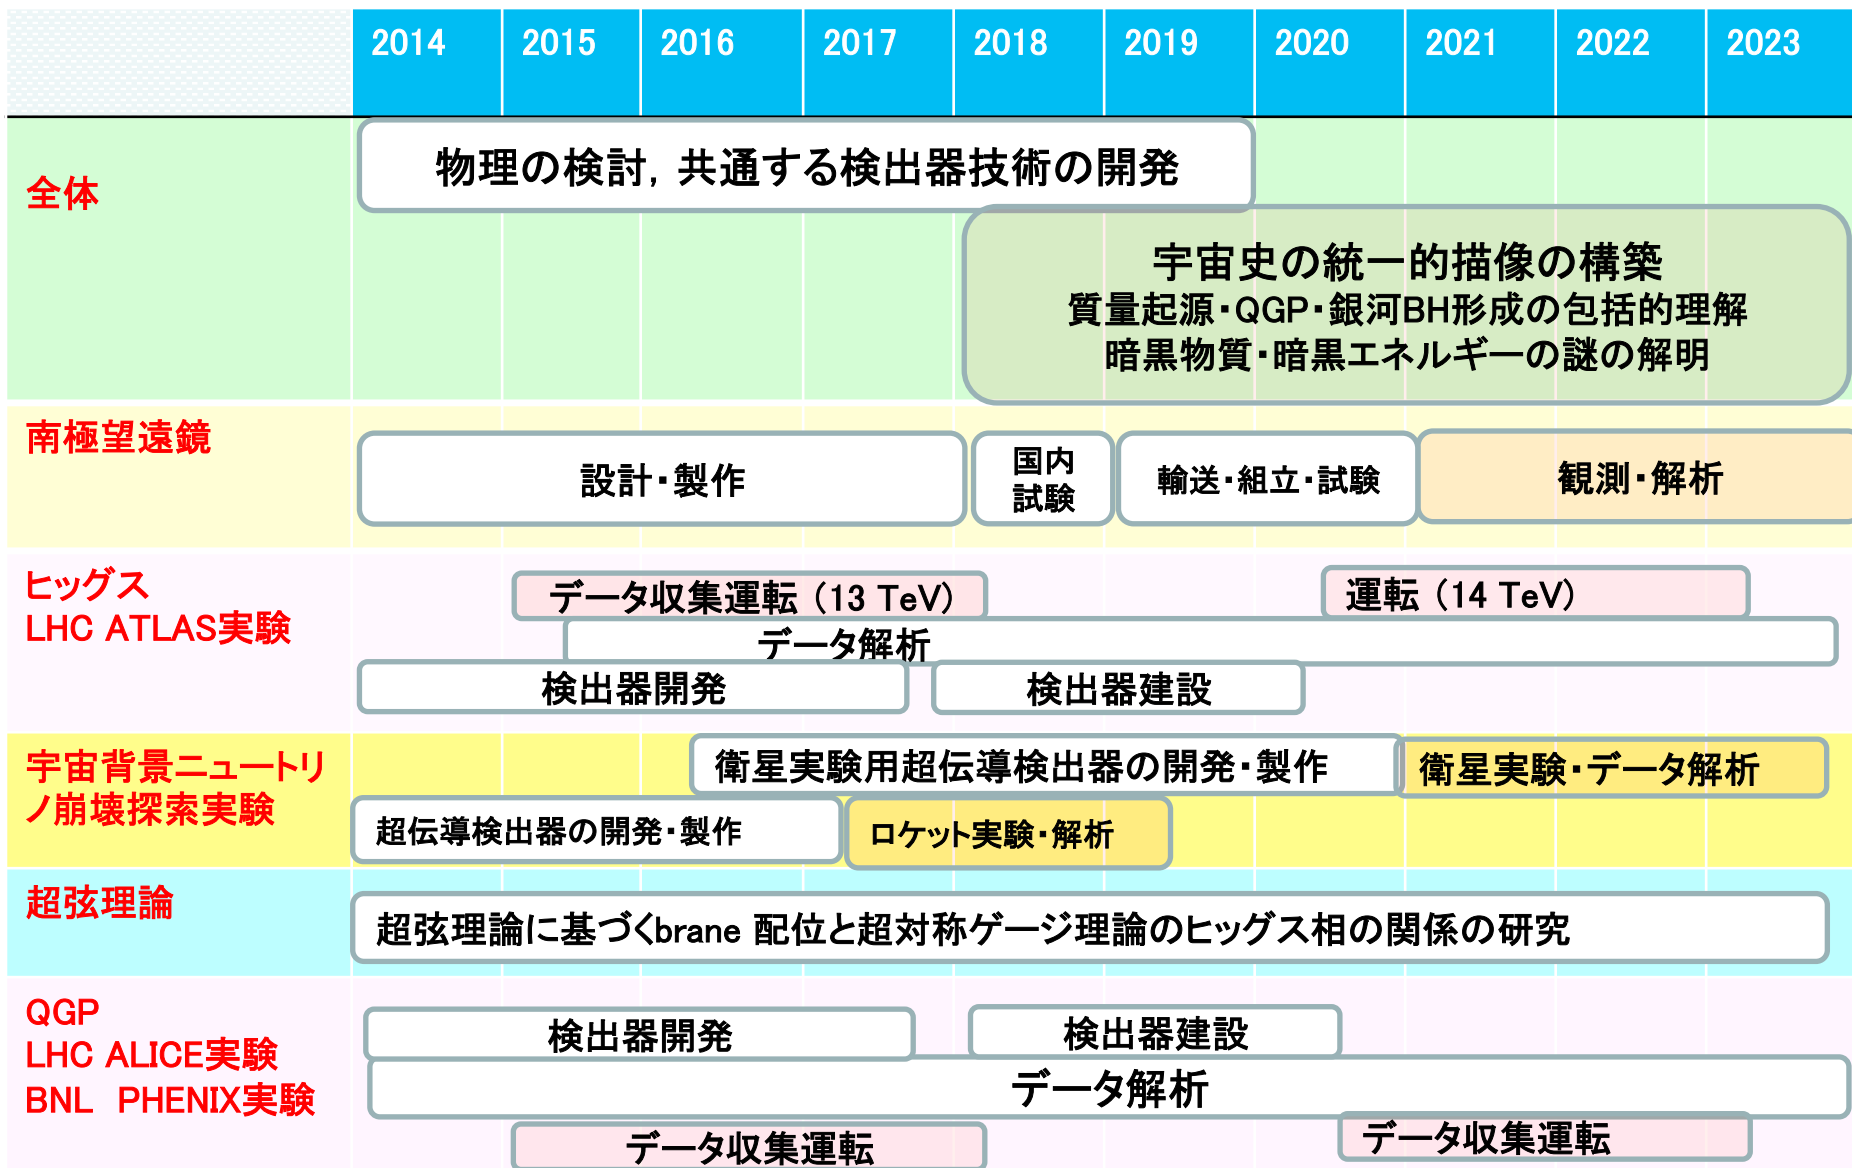 2014 2015 2016 2017 2018 2019 2020 2021 2022 2023
全体
物理の検討，共通する検出器技術の開発
宇宙史の統一的描像の構築
質量起源・QGP・銀河BH形成の包括的理解
暗黒物質・暗黒エネルギーの謎の解明
南極望遠鏡
設計・製作
国内
試験
輸送・組立・試験
観測・解析
ヒッグス
LHC ATLAS実験
データ収集運転（13 TeV）
運転（14 TeV）
データ解析
検出器開発
検出器建設
宇宙背景ニュートリ
ノ崩壊探索実験
衛星実験用超伝導検出器の開発・製作
衛星実験・データ解析
超伝導検出器の開発・製作
ロケット実験・解析
超弦理論
超弦理論に基づくbrane 配位と超対称ゲージ理論のヒッグス相の関係の研究
QGP
LHC ALICE実験
BNL　PHENIX実験
検出器開発
検出器建設
データ解析
データ収集運転
データ収集運転